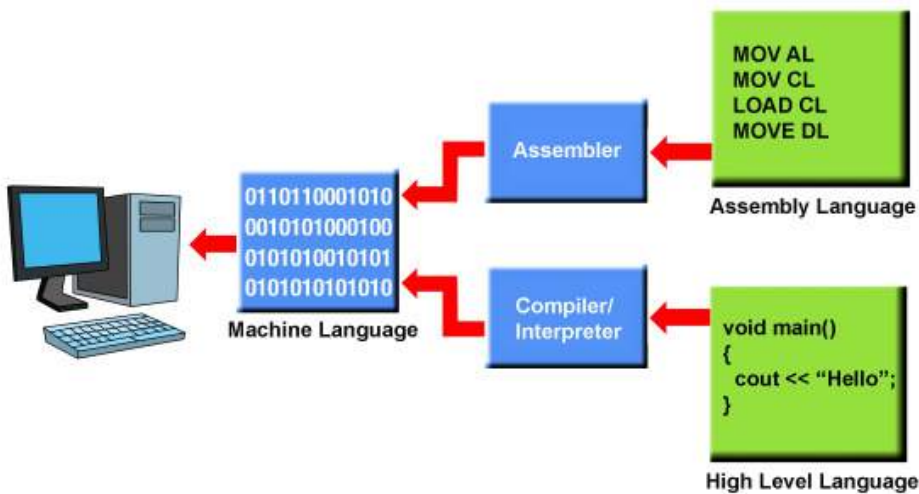 MOV AL
MOV CL
LOAD CL
MOVE DL
Assembly Language
Assembler
0110110001010
0010101000100
0101010010101
0101010101010
Machine Language
Compiler/
Interpreter
void main()
{
cout << “Hello”;
}
High Level Language